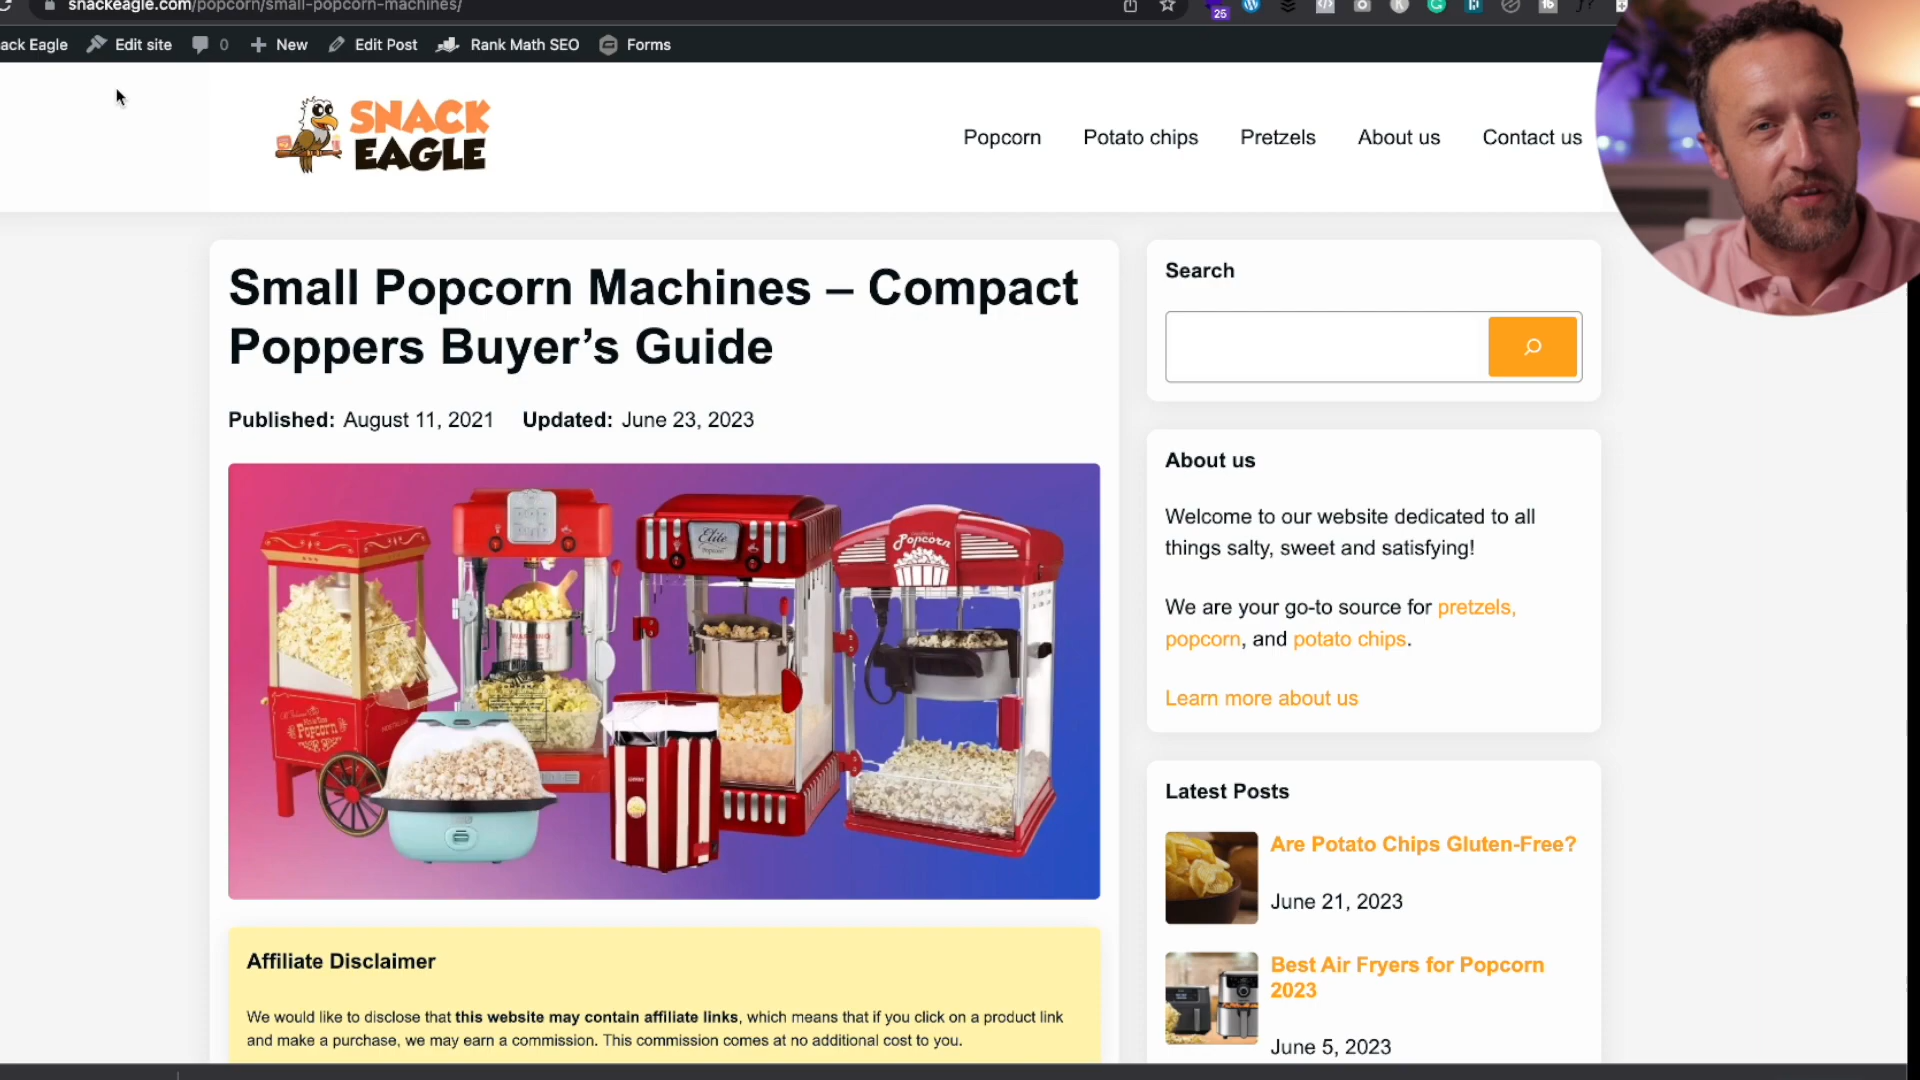 snackeagle.com/popcorn/small-popcorn-machines/
25
ack Eagle Edit site 0 New Edit Post Rank Math SEO Forms
SNACK
EAGLE
Popcorn Potato chips Pretzels About us Contact us
Small Popcorn Machines – Compact
Poppers Buyer’s Guide
Published: August 11, 2021 Updated: June 23, 2023
Elite
Popcorn
Popcorn
WARNING
Search
About us
Welcome to our website dedicated to all
things salty, sweet and satisfying!
We are your go-to source for pretzels,
popcorn, and potato chips.
Learn more about us
Latest Posts
Are Potato Chips Gluten-Free?
June 21, 2023
Best Air Fryers for Popcorn
2023
June 5, 2023
Affiliate Disclaimer
We would like to disclose that this website may contain affiliate links, which means that if you click on a product link
and make a purchase, we may earn a commission. This commission comes at no additional cost to you.